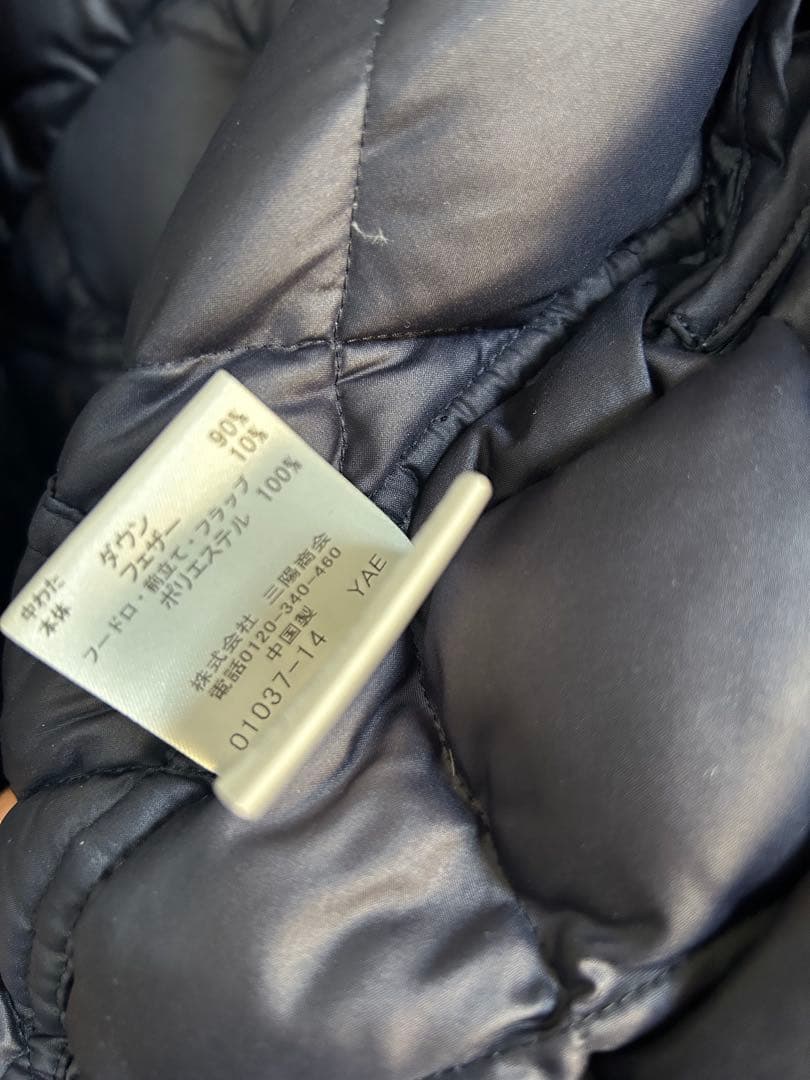 中わた
本体 ダウン 90%
フェザー 10%
フード口・前立て・フラップ
ポリエステル 100%
株式会社 三陽商会
電話0120-340-460
中国製 YAE
01037-14